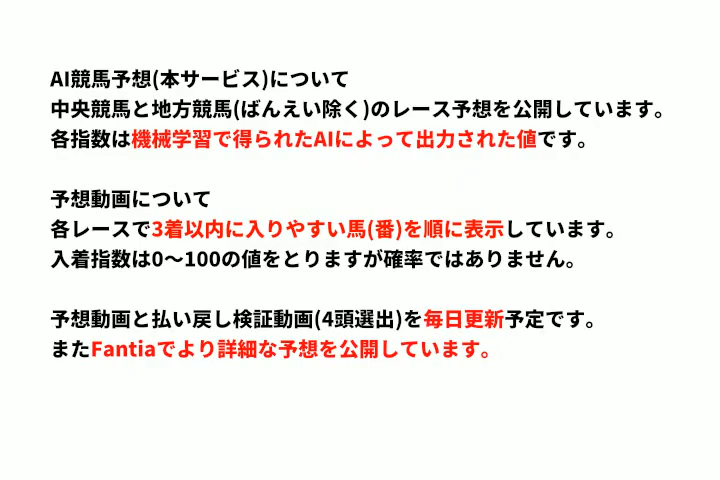 AI競馬予想(本サービス)について
中央競馬と地方競馬(ばんえい除く)のレース予想を公開しています。
各指数は機械学習で得られたAIによって出力された値です。
予想動画について
各レースで3着以内に入りやすい馬(番)を順に表示しています。
入着指数は0～100の値をとりますが確率ではありません。
予想動画と払い戻し検証動画(4頭選出)を毎日更新予定です。
またFantiaでより詳細な予想を公開しています。